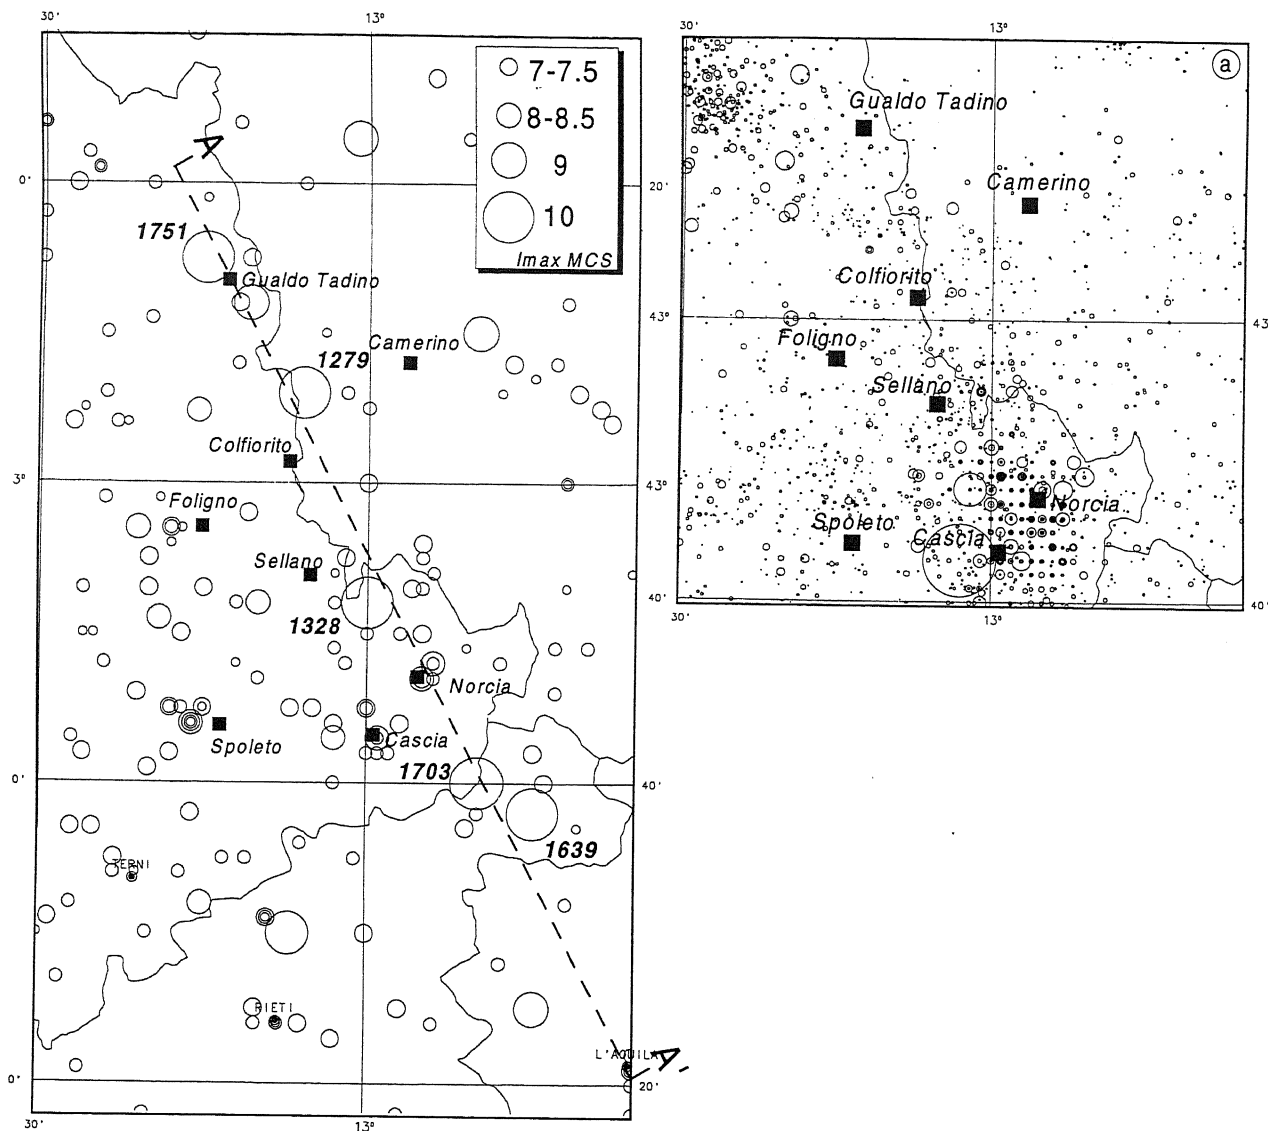 30'
13°
7-7.5
8-8.5
9
10
Imax MCS
A
0'
1751
Gualdo Tadino
1279
Camerino
Colfiorito
3°
43°
Foligno
Sellano
1328
Norcia
Spoleto
Cascia
1703
0'
40'
1639
TERNI
RIETI
L'AQUILA
A'
0'
20'
30'
13°
30'
13°
a
Gualdo Tadino
20'
Camerino
Colfiorito
43°
43
Foligno
Sellano
43°
Norcia
Spoleto
Cascia
40'
40'
30'
13°